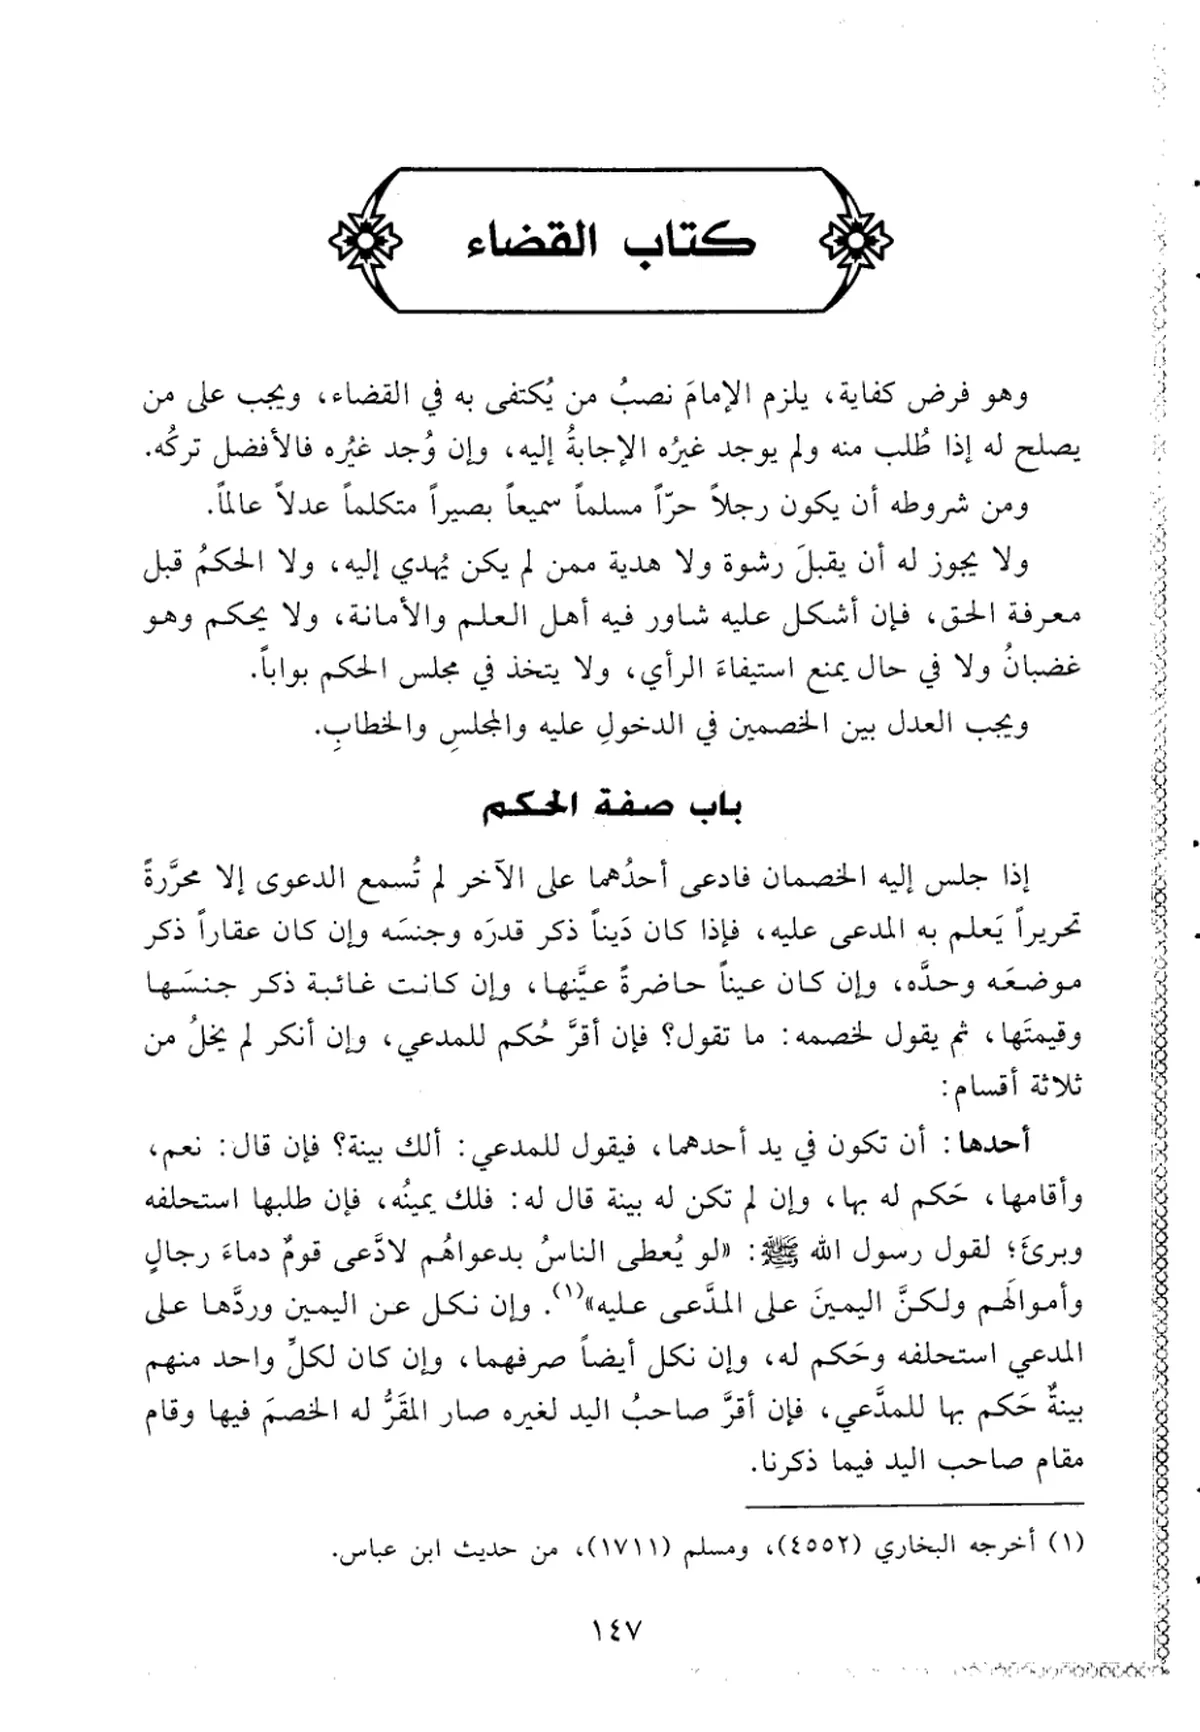 كتاب القضاء
وهو فرض كفاية، يلزم الإمامَ نصبُ من يُكتفى به في القضاء، ويجب على من
يصلح له إذا طُلب منه ولم يوجد غيرُه الإجابةُ إليه، وإن وُجد غيُره فالأفضل تركُه.
ومن شروطه أن يكون رجلاً حرّاً مسلماً سميعاً بصيراً متكلماً عدلاً عالماً.
ولا يجوز له أن يقبلَ رشوة ولا هدية ممن لم يكن يُهدي إليه، ولا الحكمُ قبل
معرفة الحق، فإن أشكل عليه شاور فيه أهل العلم والأمانة، ولا يحكم وهو
غضبانُ ولا في حال يمنع استيفاءَ الرأي، ولا يتخذ في مجلس الحكم بواباً.
ويجب العدل بين الخصمين في الدخولِ عليه والمجلسِ والخطابِ.
باب صفة الحكم
إذا جلس إليه الخصمان فادعى أحدُهما على الآخر لم تُسمع الدعوى إلا محرَّرةً
تحريراً يَعلم به المدعى عليه، فإذا كان دَيناً ذكر قدرَه وجنسَه وإن كان عقاراً ذكر
موضعَه وحدَّه، وإن كان عيناً حاضرةً عيَّنها، وإن كانت غائبة ذكر جنسَها
وقيمتَها، ثم يقول لخصمه: ما تقول؟ فإن أقرَّ حُكم للمدعي، وإن أنكر لم يخلُ من
ثلاثة أقسام:
أحدها: أن تكون في يد أحدهما، فيقول للمدعي: ألك بينة؟ فإن قال: نعم،
وأقامها، حَكم له بها، وإن لم تكن له بينة قال له: فلك يمينُه، فإن طلبها استحلفه
وبرئ؛ لقول رسول الله ﷺ: «لو يُعطى الناسُ بدعواهُم لادَّعى قومٌ دماءَ رجالٍ
وأموالَهم ولكنَّ اليمينَ على المدَّعى عليه»(١). وإن نكل عن اليمين وردَّها على
المدعي استحلفه وحَكم له، وإن نكل أيضاً صرفهما، وإن كان لكلِّ واحد منهم
بينةٌ حَكم بها للمدَّعي، فإن أقرَّ صاحبُ اليد لغيره صار المقَرُّ له الخصمَ فيها وقام
مقام صاحب اليد فيما ذكرنا.
(١) أخرجه البخاري (٤٥٥٢)، ومسلم (١٧١١)، من حديث ابن عباس.
١٤٧